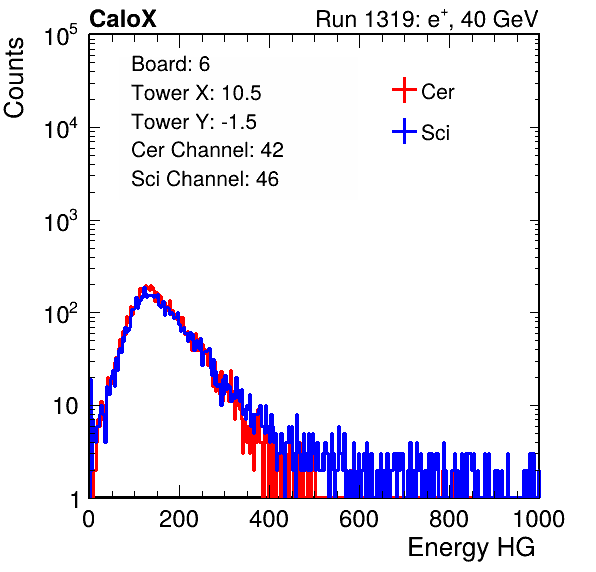 CaloX Run 1319: e⁺, 40 GeV
Counts
Board: 6
Tower X: 10.5
Tower Y: -1.5
Cer Channel: 42
Sci Channel: 46
Cer
Sci
10⁵
10⁴
10³
10²
10
1
0 200 400 600 800 1000
Energy HG